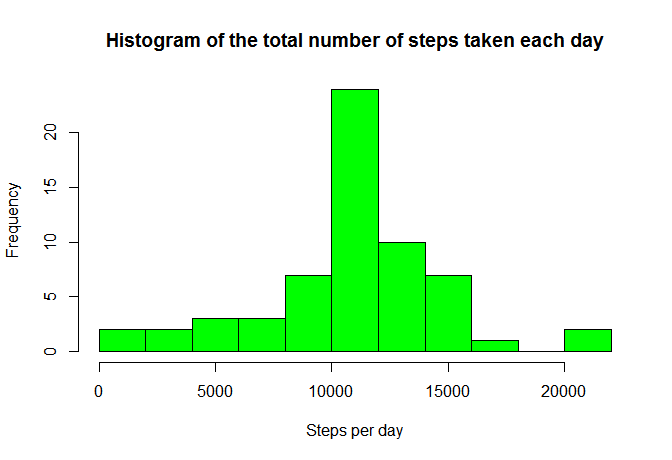 Histogram of the total number of steps taken each day
Frequency
20
15
10
5
0
0 5000 10000 15000 20000
Steps per day